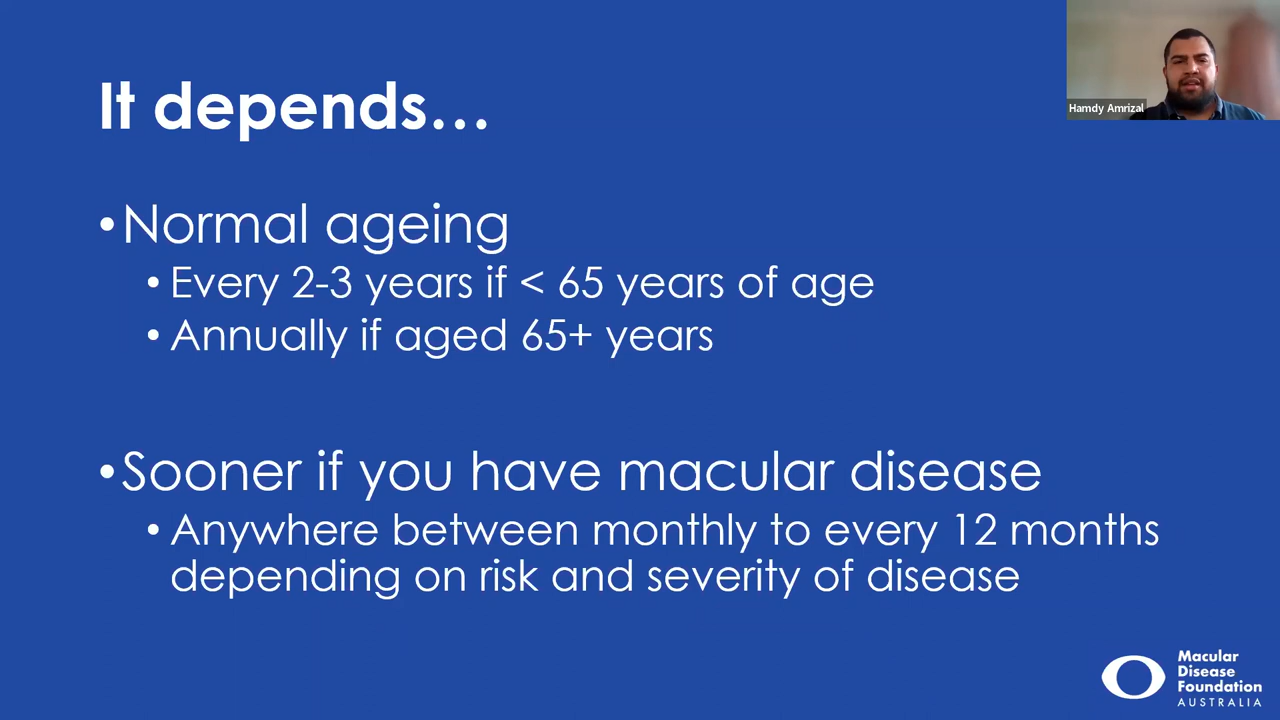 It depends…
Hamdy Amrizal
•Normal ageing
•Every 2-3 years if < 65 years of age
•Annually if aged 65+ years
•Sooner if you have macular disease
•Anywhere between monthly to every 12 months
depending on risk and severity of disease
Macular
Disease
Foundation
AUSTRALIA